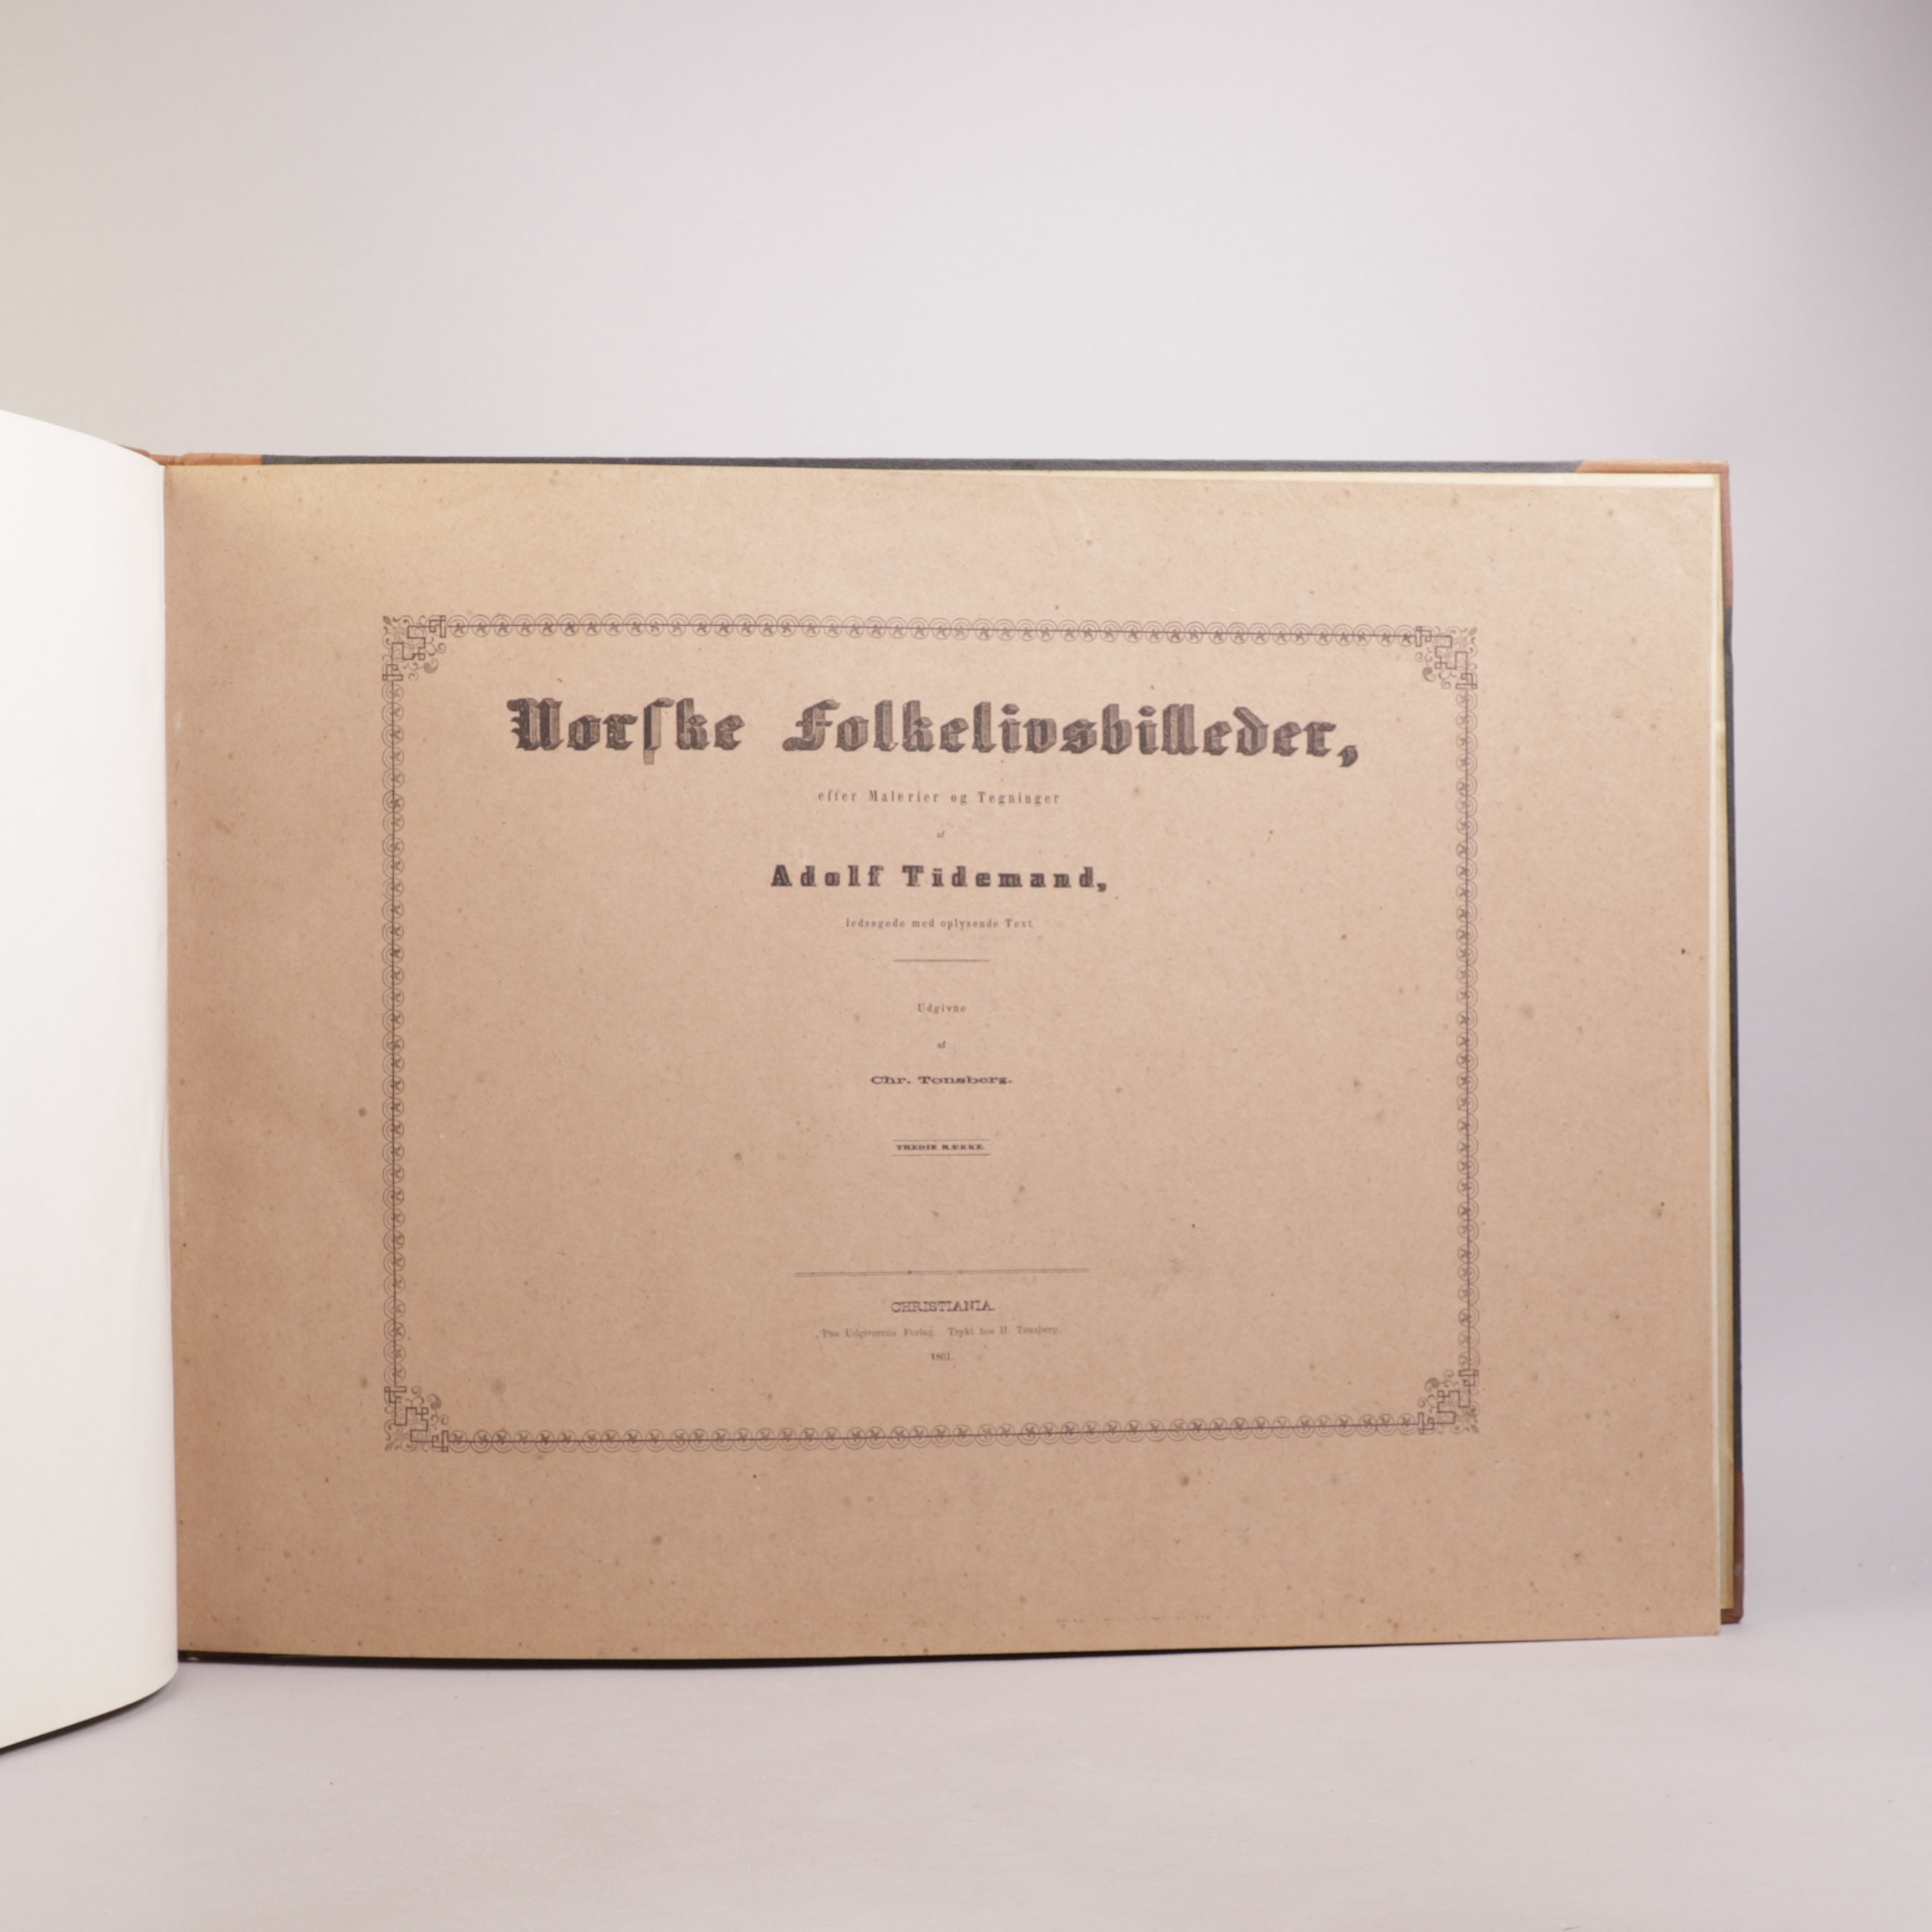 Norſke Folkelivsbilleder,
efter Malerier og Tegninger
af
Adolf Tidemand,
ledsagede med oplysende Text.
Udgivne
af
Chr. Tonsberg.
TREDIE RÆKKE.
CHRISTIANIA.
Paa Udgiverens Forlag. Trykt hos H. Tonsberg.
1861.